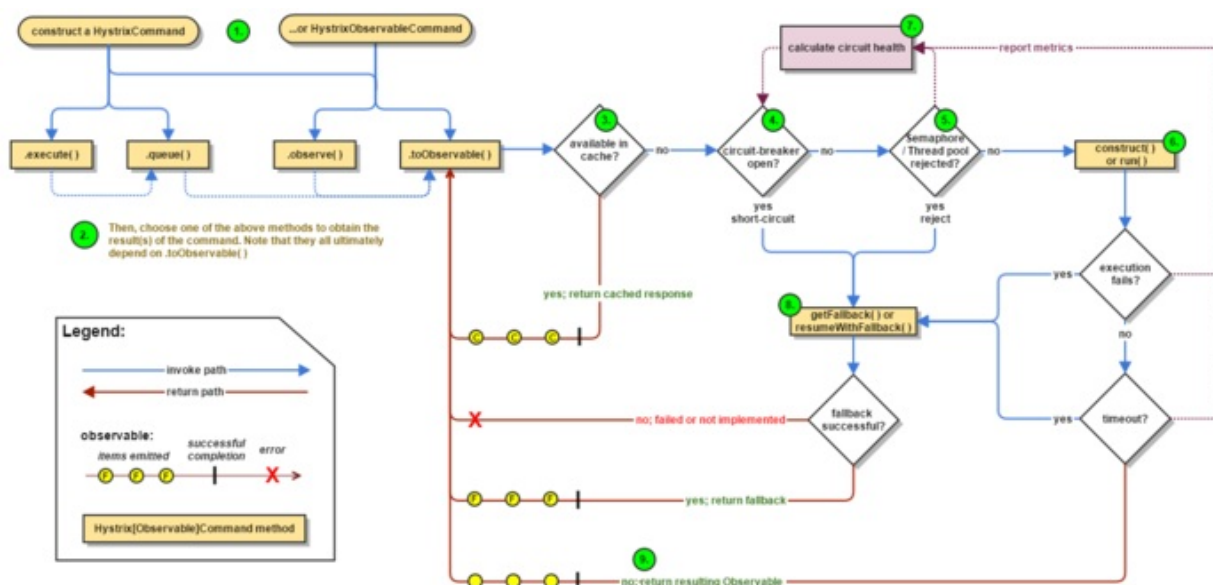 construct a HystrixCommand
1.
...or HystrixObservableCommand
7.
calculate circuit health
report metrics
.execute( )
.queue( )
.observe( )
.toObservable( )
3.
available in
cache?
no
4.
circuit-breaker
open?
no
5.
Semaphore
/ Thread pool
rejected?
no
6.
construct( )
or run( )
yes
short-circuit
yes
reject
2.
Then, choose one of the above methods to obtain the
result(s) of the command. Note that they all ultimately
depend on .toObservable( )
yes
execution
fails?
no
yes; return cached response
C C C
8.
getFallback( ) or
resumeWithFallback( )
Legend:
invoke path
return path
observable:
items emitted
successful
completion
error
F F F
X
Hystrix[Observable]Command method
X
no; failed or not implemented
fallback
successful?
yes
timeout?
F F F
yes; return fallback
9.
no; return resulting Observable